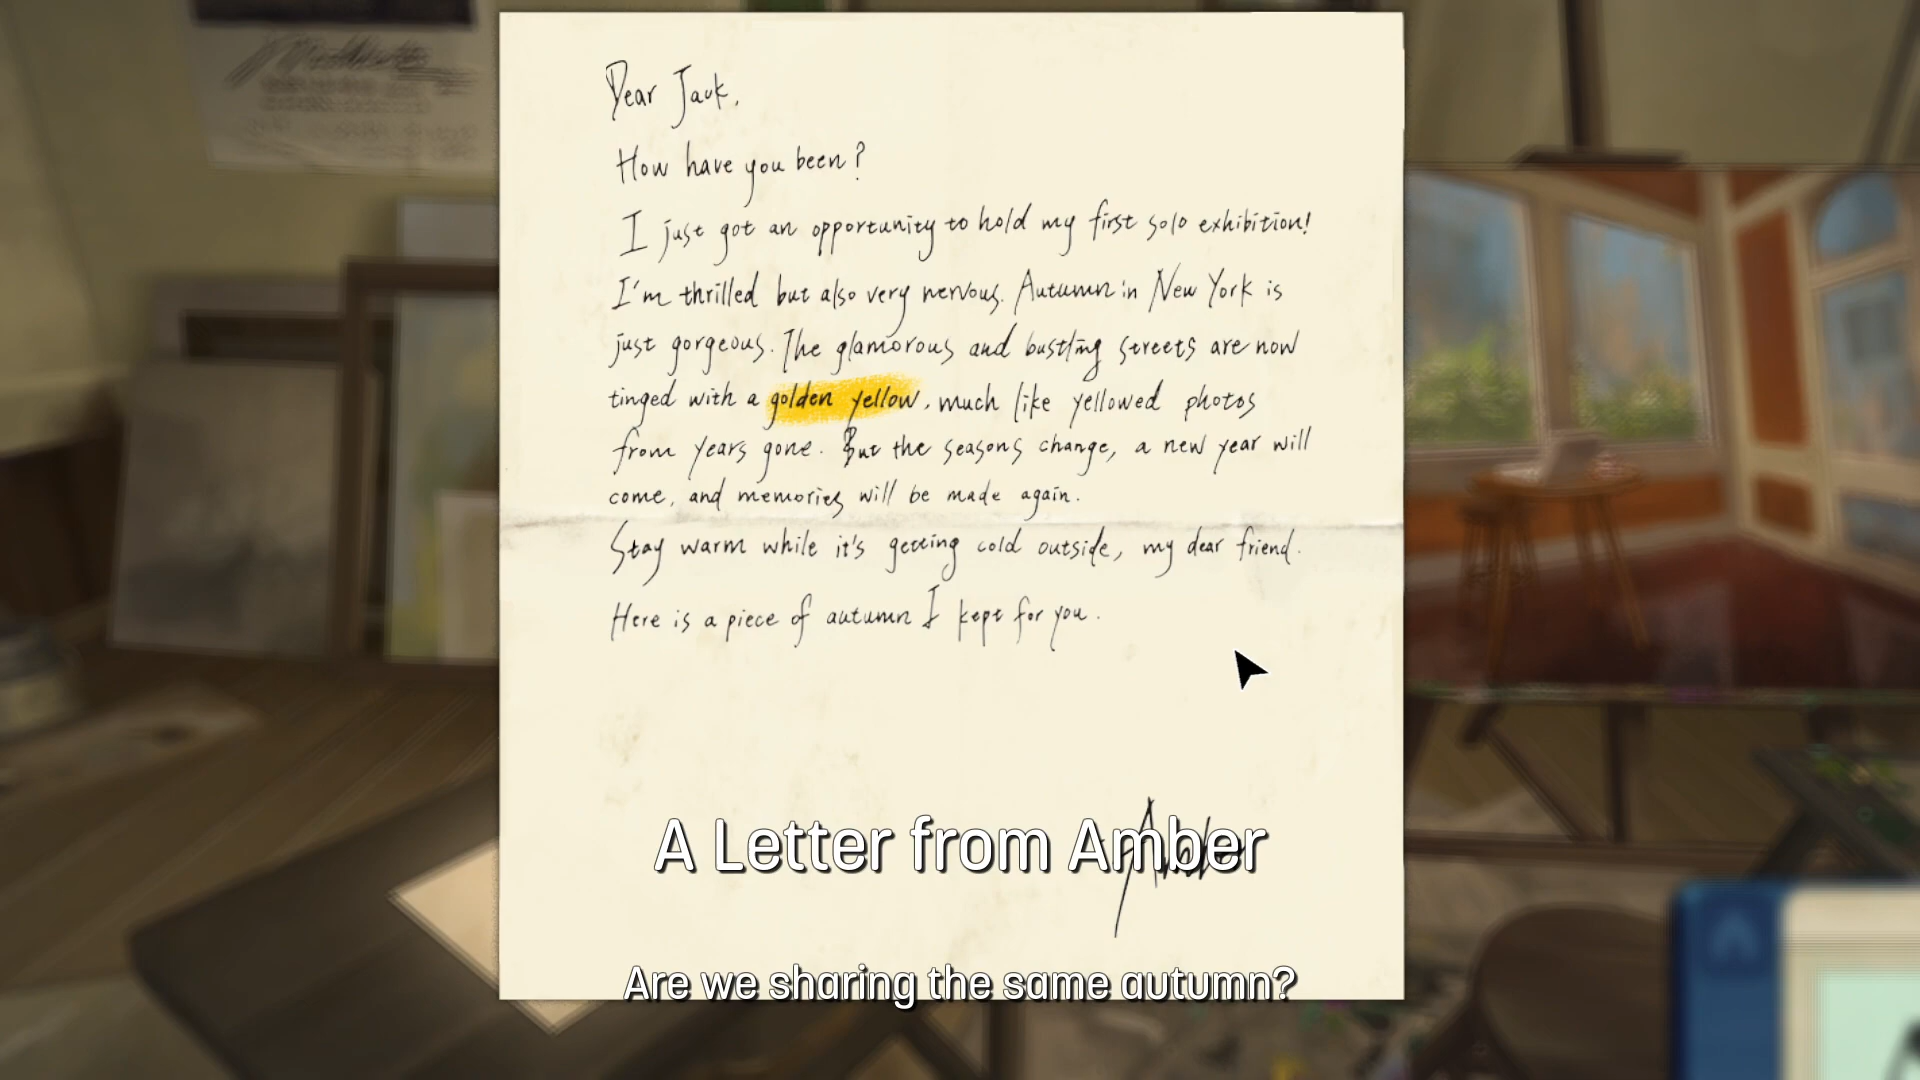 Dear Jack,
How have you been?
I just got an opportunity to hold my first solo exhibition!
I'm thrilled but also very nervous. Autumn in New York is
just gorgeous. The glamorous and bustling streets are now
tinged with a golden yellow, much like yellowed photos
from years gone. But the seasons change, a new year will
come, and memories will be made again.
Stay warm while it's getting cold outside, my dear friend.
Here is a piece of autumn I kept for you.
A Letter from Amber
Are we sharing the same autumn?